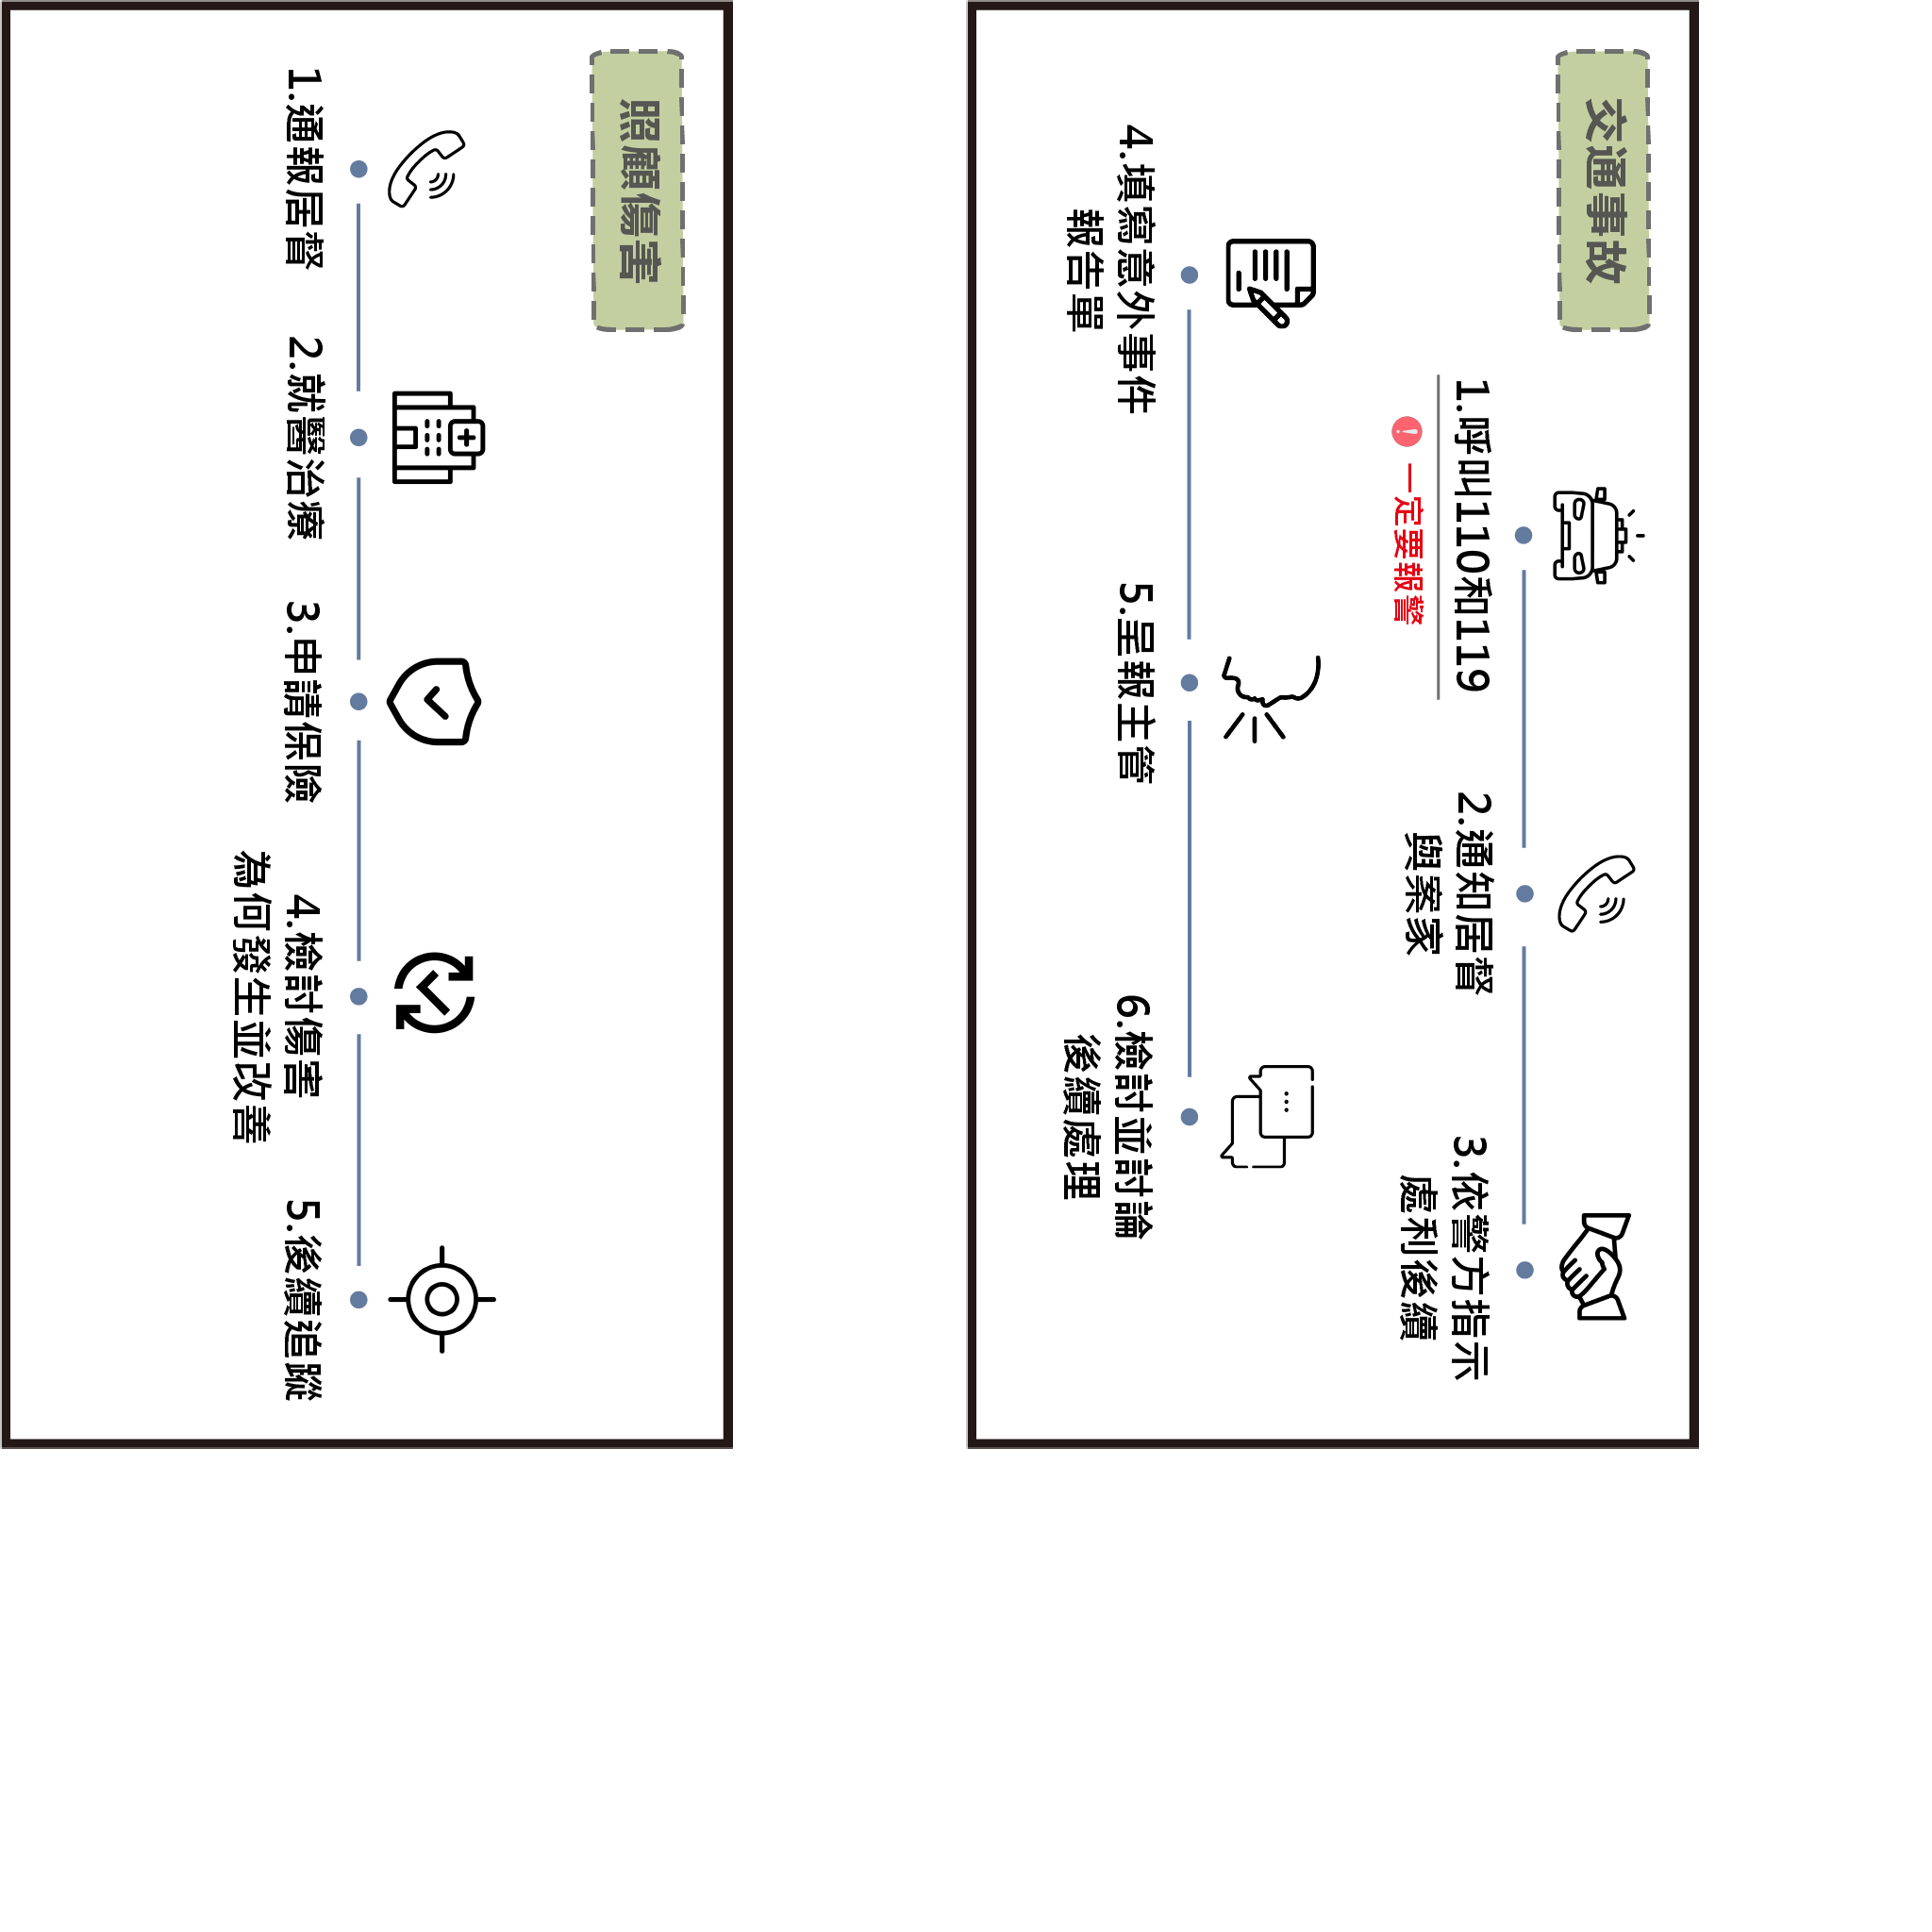 交通事故
1.呼叫110和119
一定要報警
2.通知居督
與案家
3.依警方指示
處利後續
4.填寫意外事件
報告單
5.呈報主管
6.檢討並討論
後續處理
照顧傷害
1.通報居督
2.就醫治療
3.申請保險
4.檢討傷害
為何發生並改善
5.後續追蹤